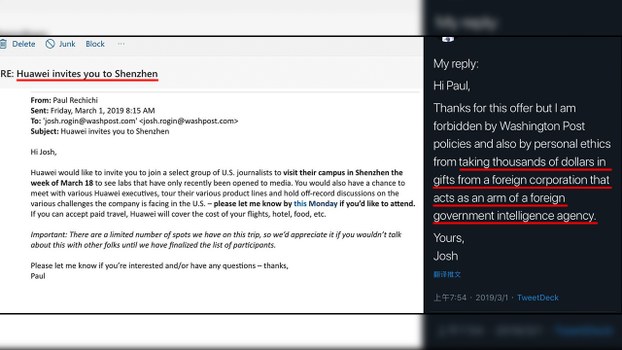 Delete Junk Block ...
RE: Huawei invites you to Shenzhen
From: Paul Rechichi
Sent: Friday, March 1, 2019 8:15 AM
To: 'josh.rogin@washpost.com' <josh.rogin@washpost.com>
Subject: Huawei invites you to Shenzhen
Hi Josh,
Huawei would like to invite you to join a select group of U.S. journalists to visit their campus in Shenzhen the
week of March 18 to see labs that have only recently been opened to media. You would also have a chance to
meet with various Huawei executives, tour their various product lines and hold off-record discussions on the
various challenges the company is facing in the U.S. – please let me know by this Monday if you'd like to attend.
If you can accept paid travel, Huawei will cover the cost of your flights, hotel, food, etc.
Important: There are a limited number of spots we have on this trip, so we'd appreciate it if you wouldn't talk
about this with other folks until we have finalized the list of participants.
Please let me know if you're interested and/or have any questions – thanks,
Paul
My reply:
My reply:
Hi Paul,
Thanks for this offer but I am
forbidden by Washington Post
policies and also by personal ethics
from taking thousands of dollars in
gifts from a foreign corporation that
acts as an arm of a foreign
government intelligence agency.
Yours,
Josh
翻译推文
上午7:54 · 2019/3/1 · TweetDeck